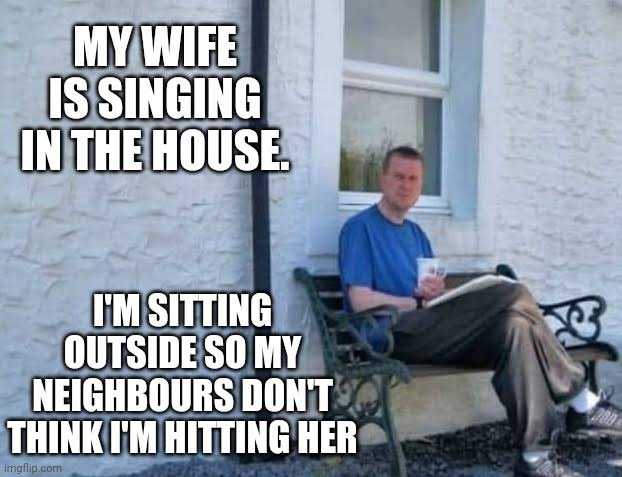 MY WIFE
IS SINGING
IN THE HOUSE.
I'M SITTING
OUTSIDE SO MY
NEIGHBOURS DON'T
THINK I'M HITTING HER
imgflip.com